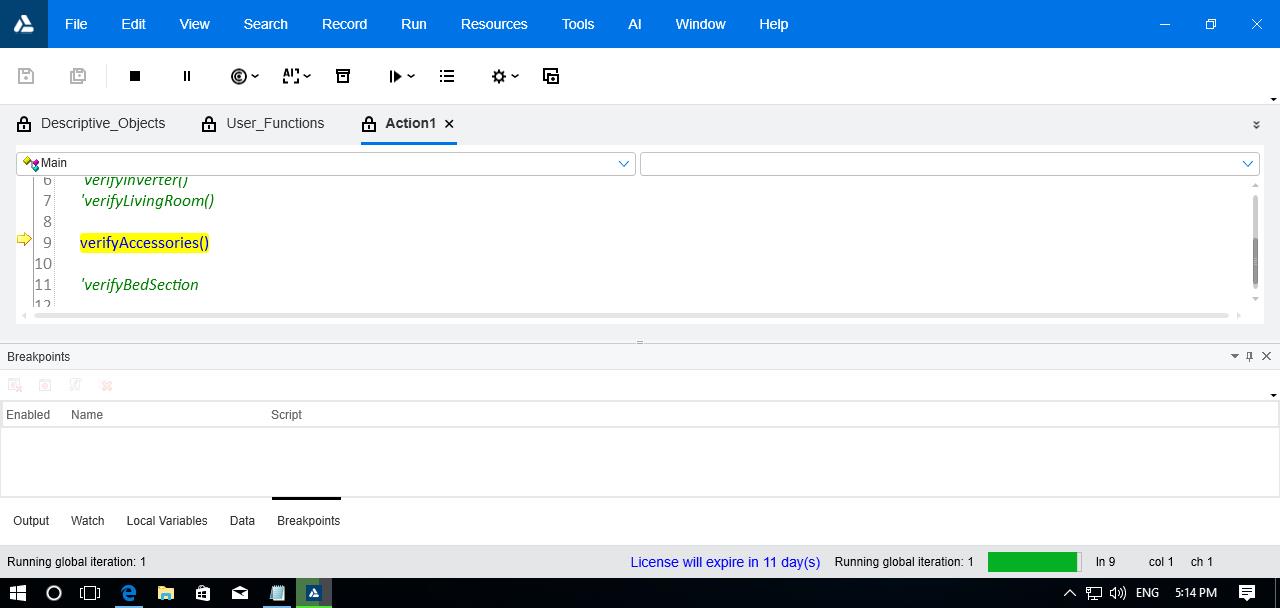 File Edit View Search Record Run Resources Tools AI Window Help
Descriptive_Objects User_Functions Action1
Main
6 'verifyInverter()
7 'verifyLivingRoom()
8
9 verifyAccessories()
10
11 'verifyBedSection
12
Breakpoints
Enabled Name Script
Output Watch Local Variables Data Breakpoints
Running global iteration: 1 License will expire in 11 day(s) Running global iteration: 1 ln 9 col 1 ch 1
ENG 5:14 PM